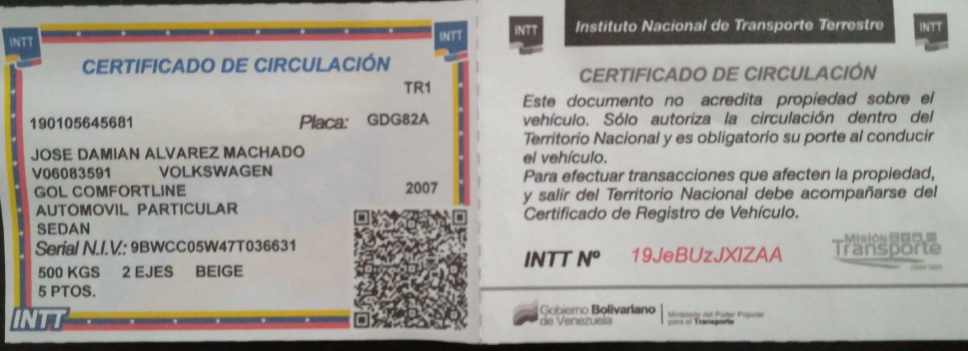 INTT
INTT
CERTIFICADO DE CIRCULACIÓN
TR1
190105645681 Placa: GDG82A
JOSE DAMIAN ALVAREZ MACHADO
V06083591 VOLKSWAGEN
GOL COMFORTLINE 2007
AUTOMOVIL PARTICULAR
SEDAN
Serial N.I.V.: 9BWCC05W47T036631
500 KGS 2 EJES BEIGE
5 PTOS.
INTT
INTT
Instituto Nacional de Transporte Terrestre
INTT
CERTIFICADO DE CIRCULACIÓN
Este documento no acredita propiedad sobre el
vehículo. Sólo autoriza la circulación dentro del
Territorio Nacional y es obligatorio su porte al conducir
el vehículo.
Para efectuar transacciones que afecten la propiedad,
y salir del Territorio Nacional debe acompañarse del
Certificado de Registro de Vehículo.
INTT Nº 19JeBUzJXIZAA
Misión
Transporte
Gobierno Bolivariano
de Venezuela
Ministerio del Poder Popular
para el Transporte